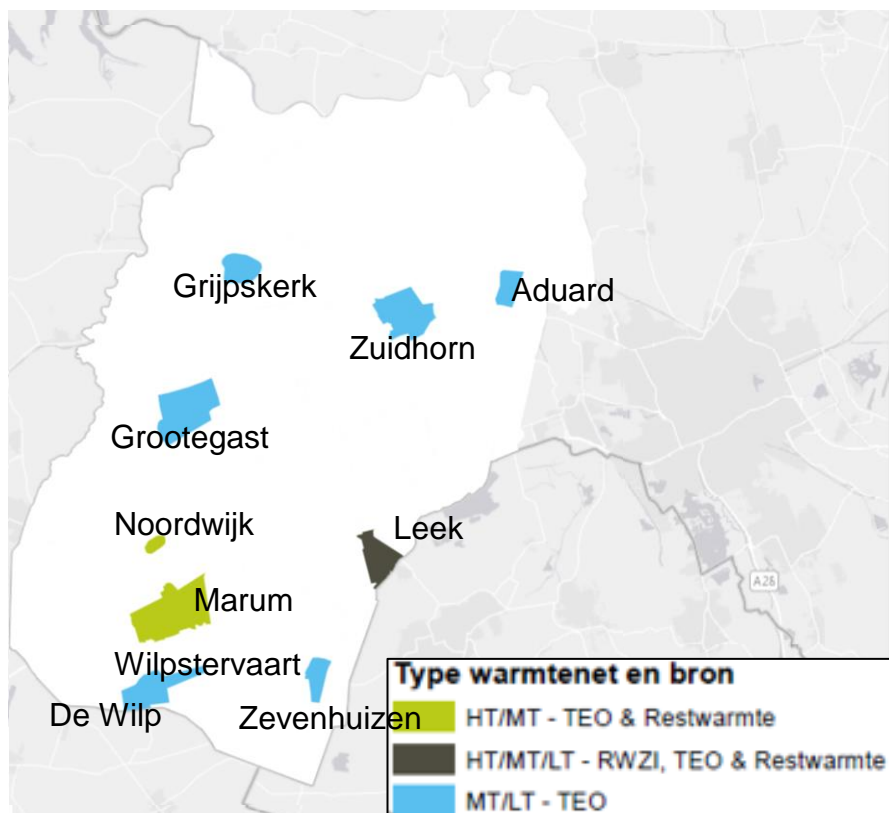 Grijpskerk
Aduard
Zuidhorn
Grootegast
Noordwijk
Leek
A28
Marum
Wilpstervaart
De Wilp
Zevenhuizen
Type warmtenet en bron
HT/MT - TEO & Restwarmte
HT/MT/LT - RWZI, TEO & Restwarmte
MT/LT - TEO